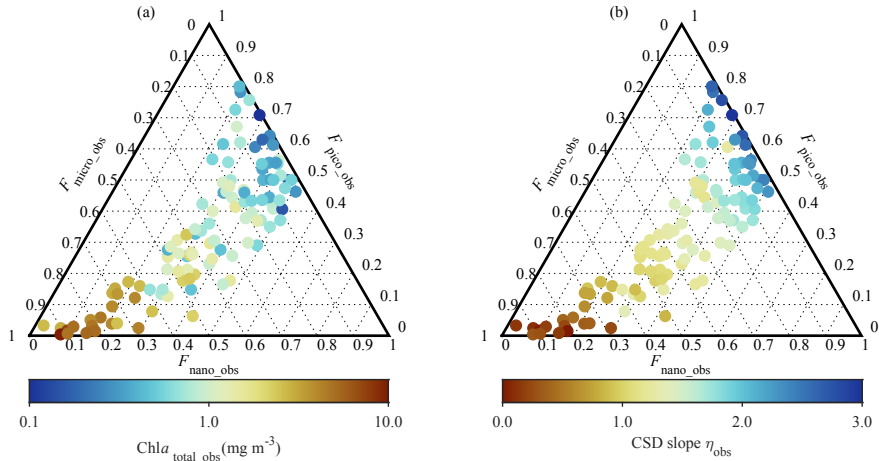 (a)
0 1
0.1 0.9
0.2 0.8
0.3 0.7
0.4 0.6
0.5 0.5
0.6 0.4
0.7 0.3
0.8 0.2
0.9 0.1
1 0
F micro_obs
F pico_obs
0 0.1 0.2 0.3 0.4 0.5 0.6 0.7 0.8 0.9 1
F nano_obs
0.1 1.0 10.0
Chla total_obs (mg m-3)
(b)
0 1
0.1 0.9
0.2 0.8
0.3 0.7
0.4 0.6
0.5 0.5
0.6 0.4
0.7 0.3
0.8 0.2
0.9 0.1
1 0
F micro_obs
F pico_obs
0 0.1 0.2 0.3 0.4 0.5 0.6 0.7 0.8 0.9 1
F nano_obs
0.0 1.0 2.0 3.0
CSD slope ηobs